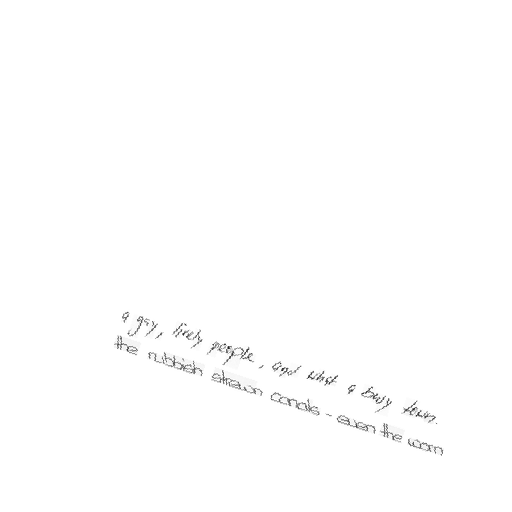 a gay, lively people, and what a busy town.
the rubbish strewn canals - even the worn